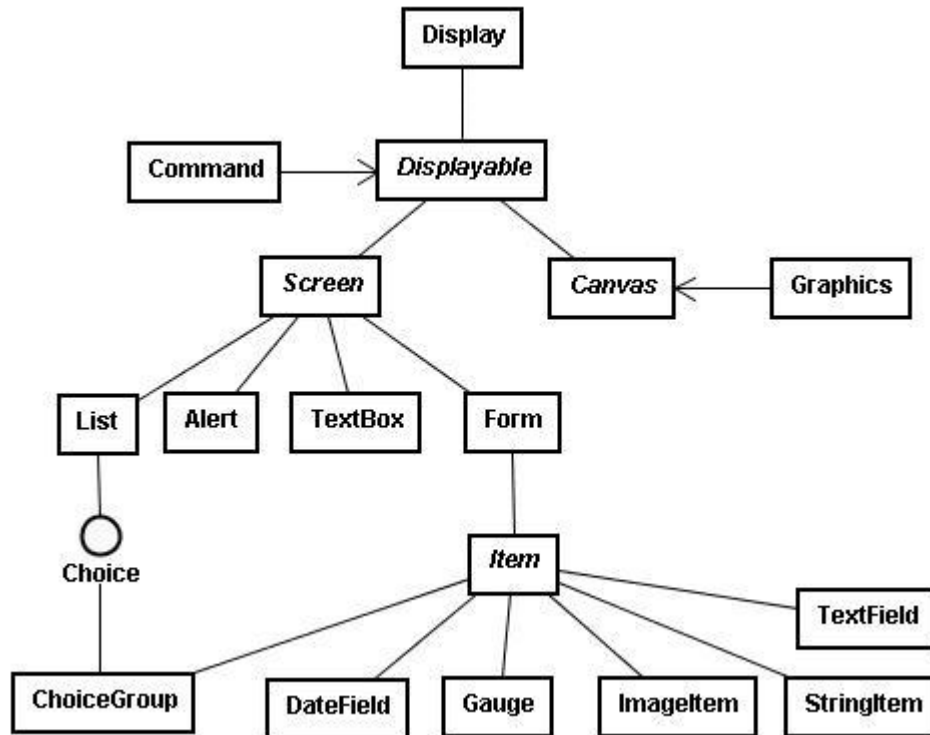 Display
Command
Displayable
Screen
Canvas
Graphics
List
Alert
TextBox
Form
Choice
Item
TextField
ChoiceGroup
DateField
Gauge
ImageItem
StringItem